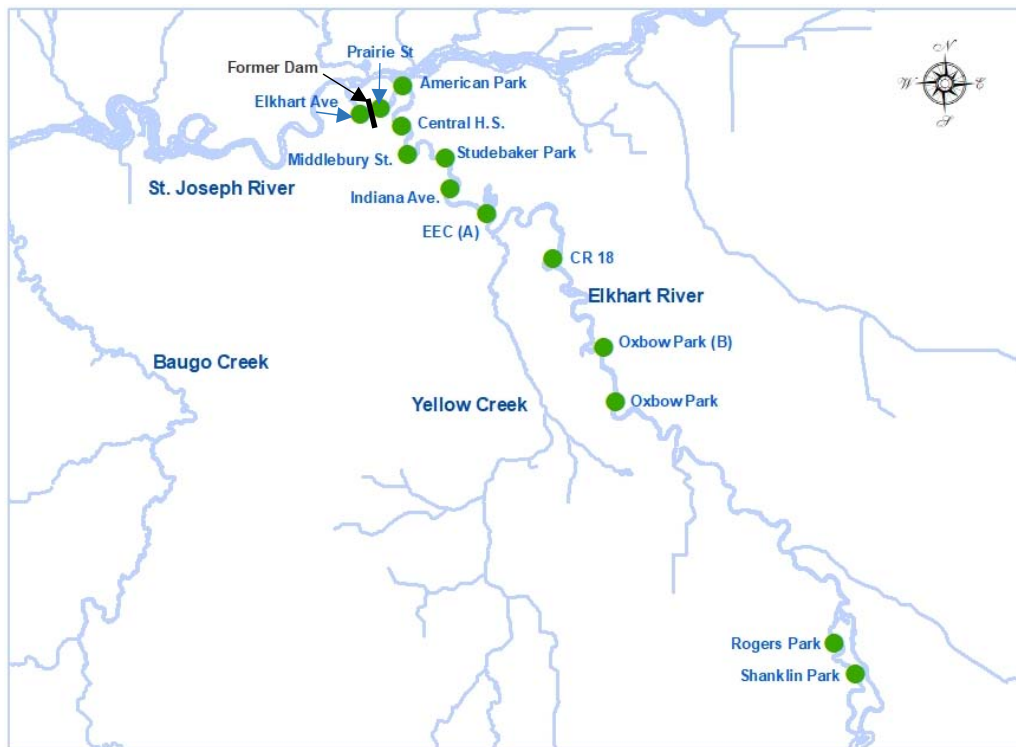 Prairie St
Former Dam
American Park
Elkhart Ave
Central H.S.
Middlebury St.
Studebaker Park
St. Joseph River
Indiana Ave.
EEC (A)
CR 18
Elkhart River
Oxbow Park (B)
Baugo Creek
Yellow Creek
Oxbow Park
Rogers Park
Shanklin Park
N
W
E
S